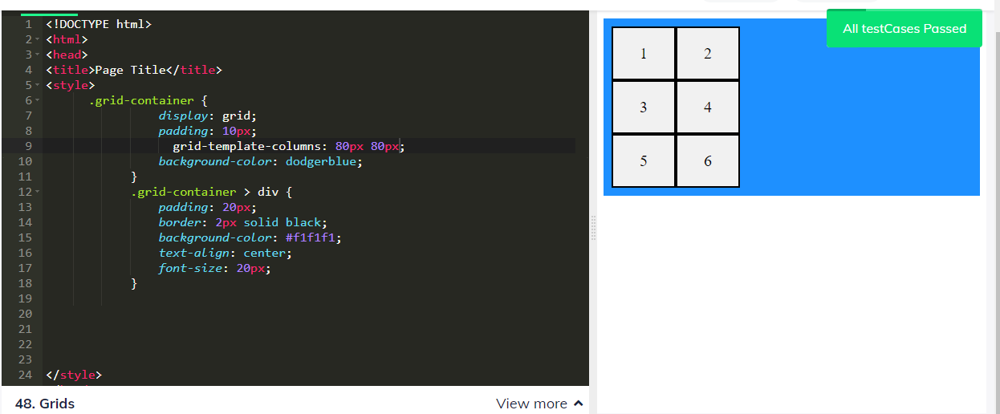 1 <!DOCTYPE html>
2 <html>
3 <head>
4 <title>Page Title</title>
5 <style>
6 .grid-container {
7 display: grid;
8 padding: 10px;
9 grid-template-columns: 80px 80px;
10 background-color: dodgerblue;
11 }
12 .grid-container > div {
13 padding: 20px;
14 border: 2px solid black;
15 background-color: #f1f1f1;
16 text-align: center;
17 font-size: 20px;
18 }
19
20
21
22
23
24 </style>
48. Grids
View more
All testCases Passed
1 2
3 4
5 6